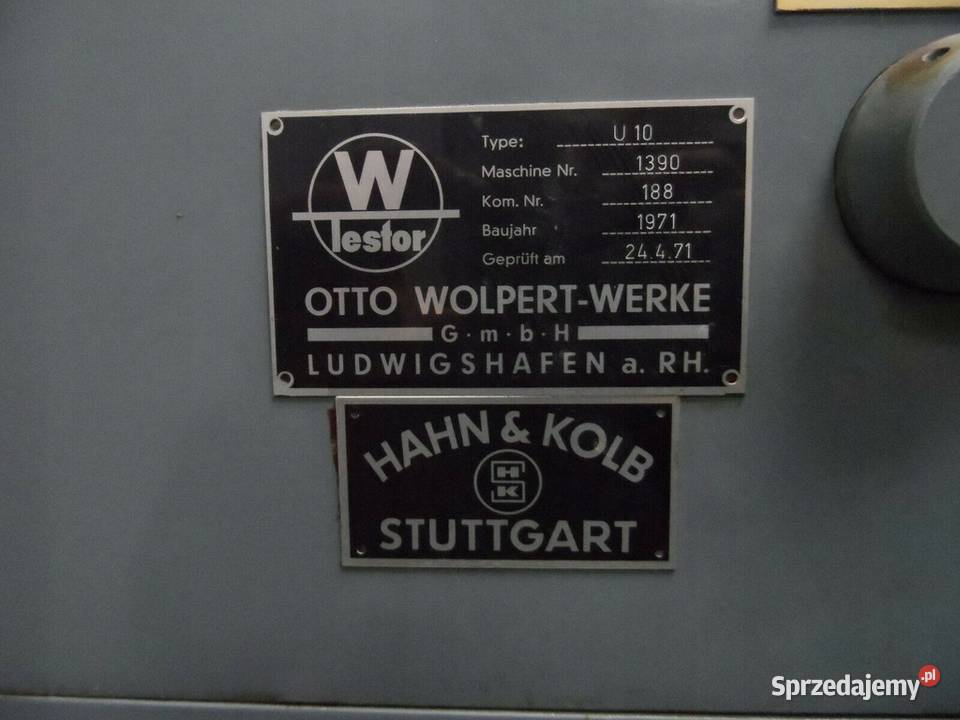 W
Testor
Type: U 10
Maschine Nr. 1390
Kom. Nr. 188
Baujahr 1971
Geprüft am 24.4.71
OTTO WOLPERT-WERKE
G·m·b·H
LUDWIGSHAFEN a. RH.
HAHN & KOLB
H
K
STUTTGART
Sprzedajemy.pl